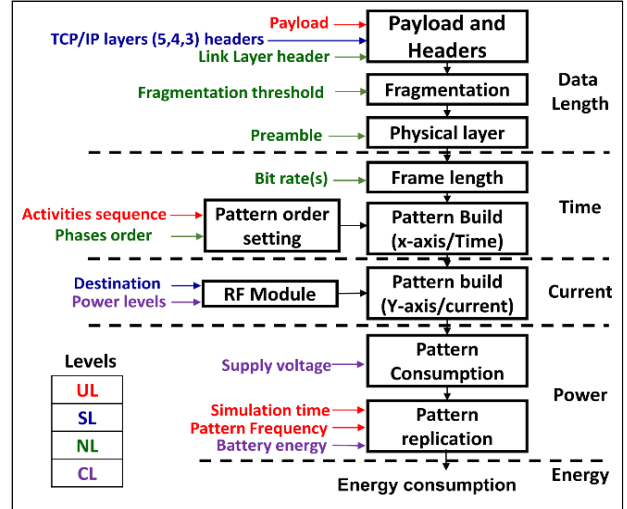 Payload
TCP/IP layers (5,4,3) headers
Link Layer header
Payload and
Headers
Fragmentation threshold
Fragmentation
Data
Length
Preamble
Physical layer
Bit rate(s)
Frame length
Time
Activities sequence
Phases order
Pattern order
setting
Pattern Build
(x-axis/Time)
Destination
Power levels
RF Module
Pattern build
(Y-axis/current)
Current
Supply voltage
Pattern
Consumption
Power
Simulation time
Pattern Frequency
Battery energy
Pattern
replication
Levels
UL
SL
NL
CL
Energy consumption
Energy